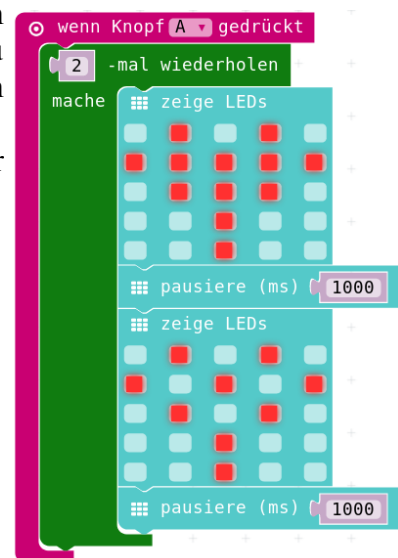 wenn Knopf A gedrückt
2 -mal wiederholen
mache zeige LEDs
pausiere (ms) 1000
zeige LEDs
pausiere (ms) 1000